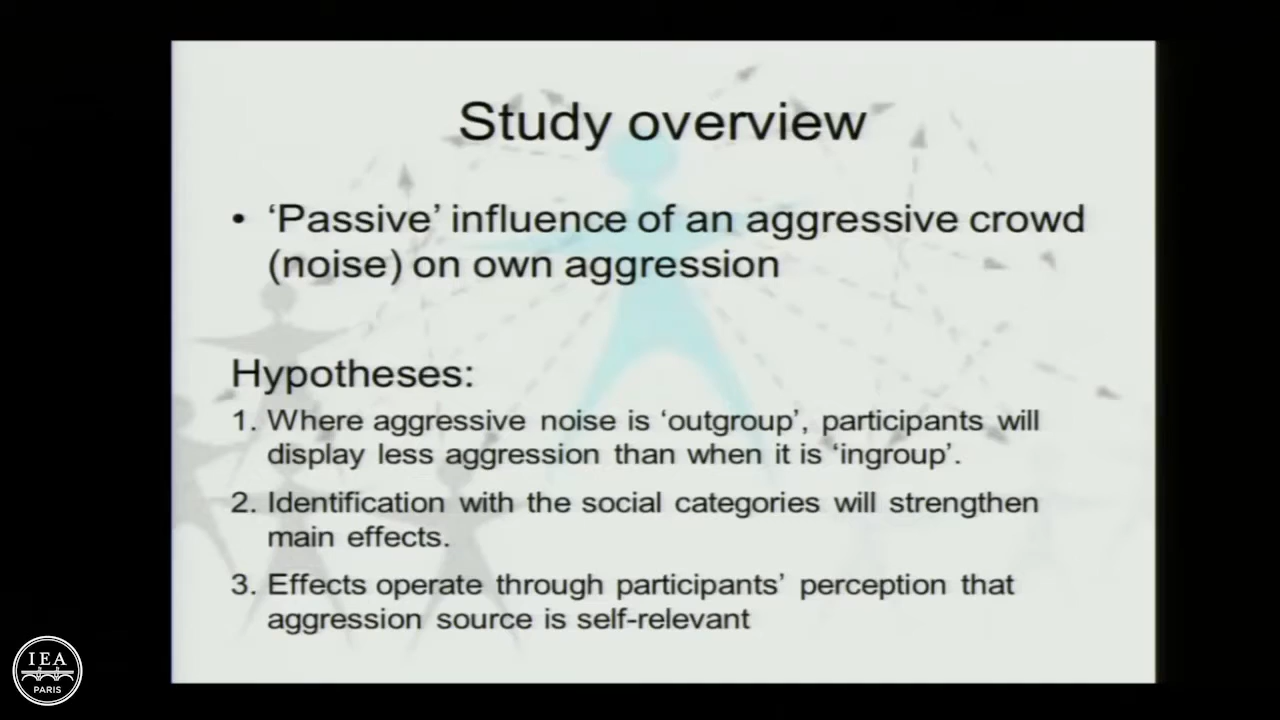 Study overview
• ‘Passive’ influence of an aggressive crowd
(noise) on own aggression
Hypotheses:
1. Where aggressive noise is ‘outgroup’, participants will
display less aggression than when it is ‘ingroup’.
2. Identification with the social categories will strengthen
main effects.
3. Effects operate through participants’ perception that
aggression source is self-relevant
IEA
PARIS